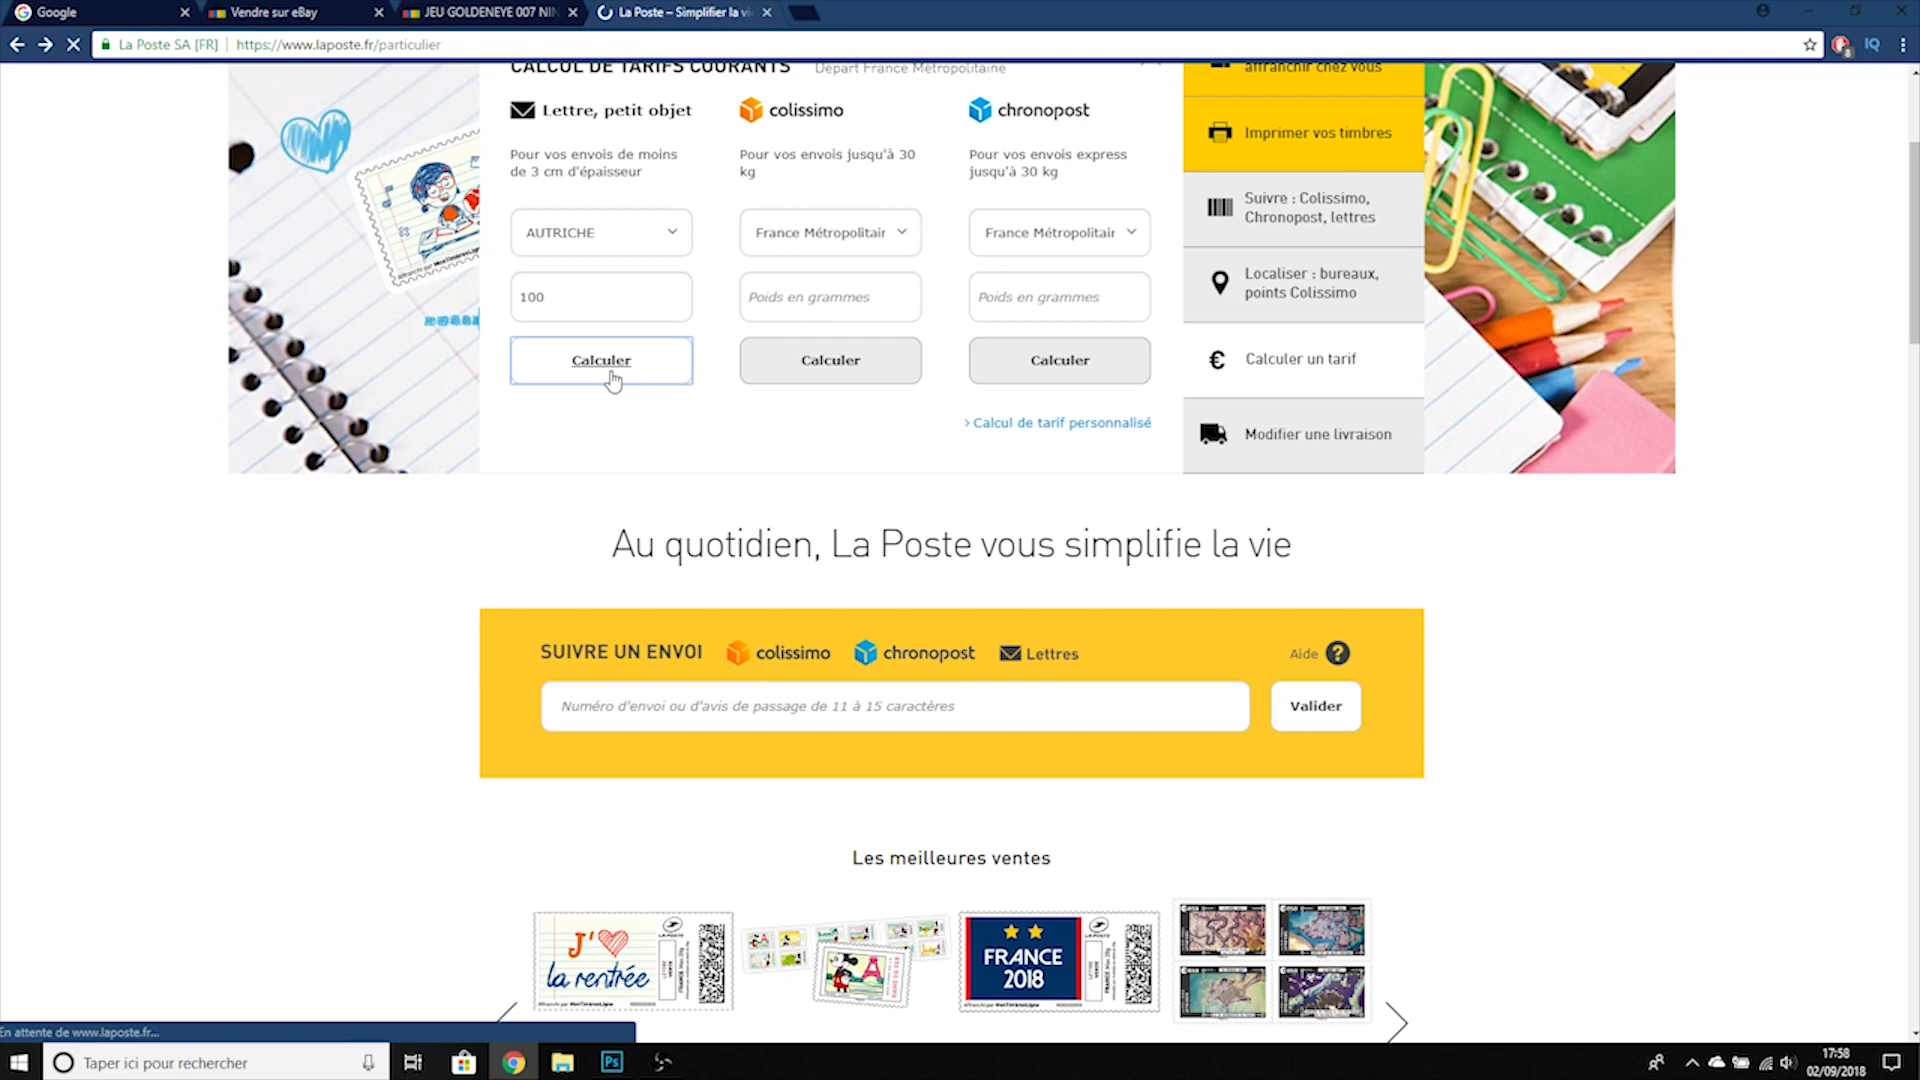 Google
Vendre sur eBay
JEU GOLDENEYE 007 NIN
La Poste – Simplifier la vi
La Poste SA [FR]
https://www.laposte.fr/particulier
IQ
CALCUL DE TARIFS COURANTS
Départ France Métropolitaine
affranchir chez vous
Lettre, petit objet
colissimo
chronopost
Imprimer vos timbres
Pour vos envois de moins
de 3 cm d'épaisseur
Pour vos envois jusqu'à 30
kg
Pour vos envois express
jusqu'à 30 kg
Suivre : Colissimo,
Chronopost, lettres
AUTRICHE
France Métropolitair
France Métropolitair
Localiser : bureaux,
points Colissimo
100
Poids en grammes
Poids en grammes
Calculer
Calculer
Calculer
€
Calculer un tarif
> Calcul de tarif personnalisé
Modifier une livraison
Au quotidien, La Poste vous simplifie la vie
SUIVRE UN ENVOI
colissimo
chronopost
Lettres
Aide ?
Numéro d'envoi ou d'avis de passage de 11 à 15 caractères
Valider
Les meilleures ventes
J'
la rentrée
FRANCE
2018
En attente de www.laposte.fr...
Taper ici pour rechercher
Ps
17:58
02/09/2018